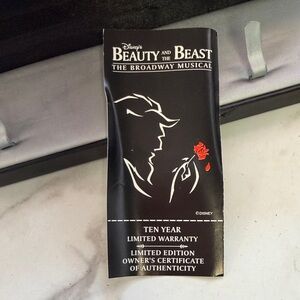 Disney's
BEAUTY AND THE BEAST
THE BROADWAY MUSICAL
©DISNEY
TEN YEAR
LIMITED WARRANTY
LIMITED EDITION
OWNER'S CERTIFICATE
OF AUTHENTICITY